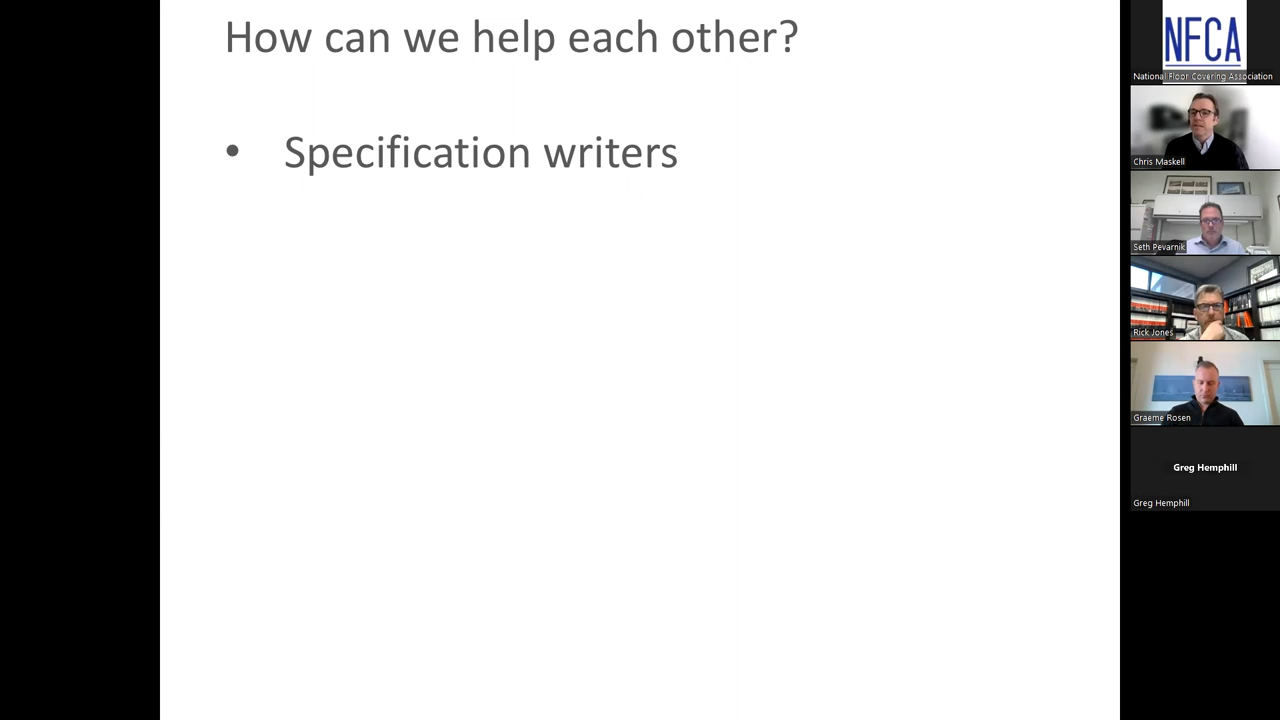 How can we help each other?
• Specification writers
NFCA
National Floor Covering Association
Chris Maskell
Seth Pevarnik
Rick Jones
Graeme Rosen
Greg Hemphill
Greg Hemphill